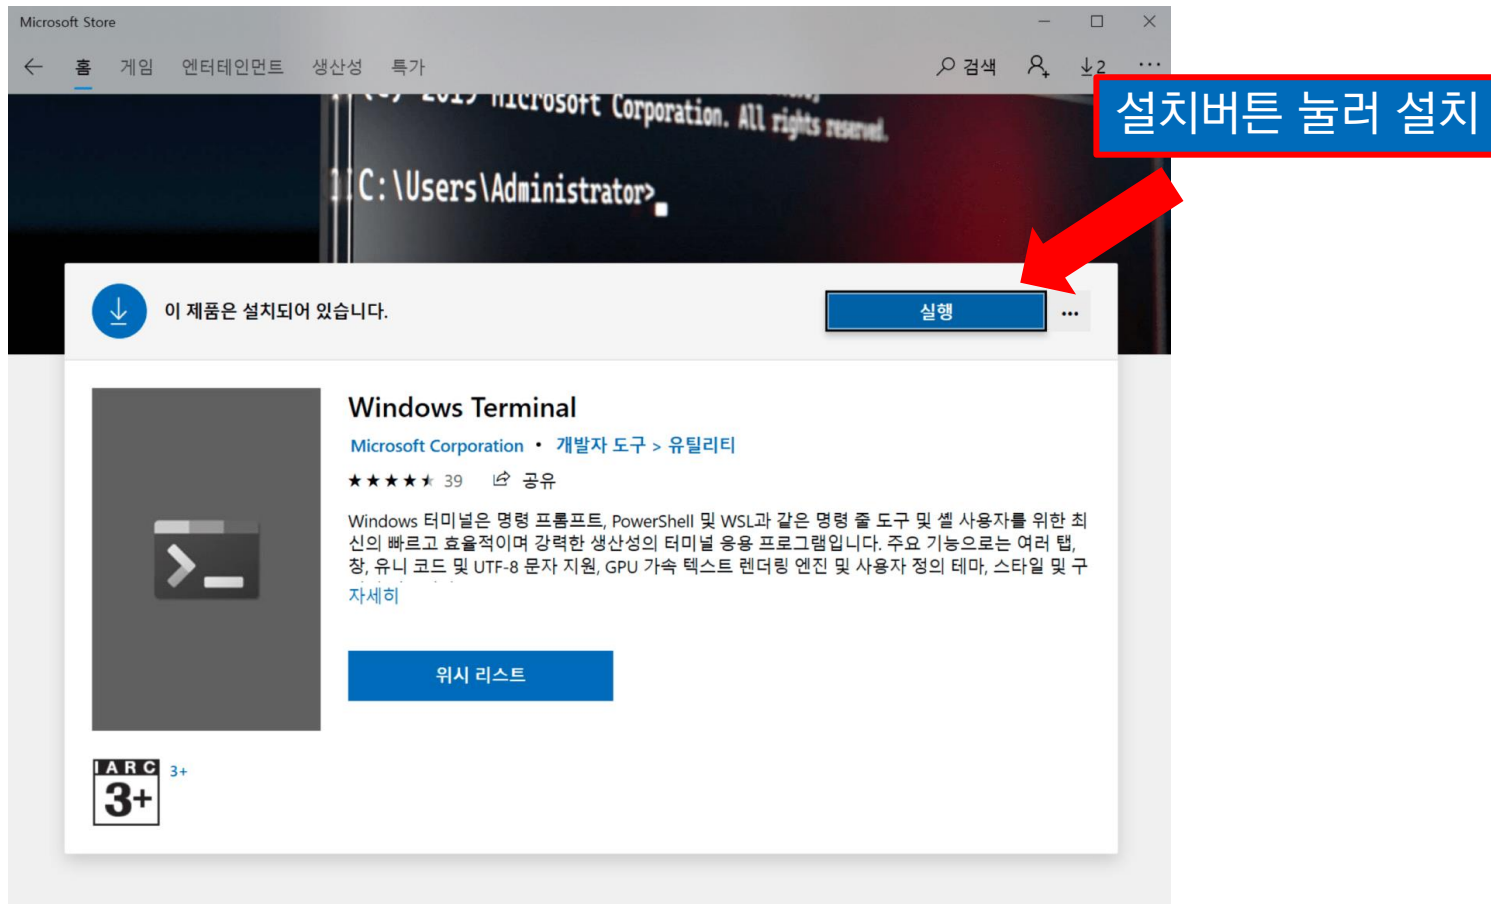 Microsoft Store
홈 게임 엔터테인먼트 생산성 특가 검색 2
설치버튼 눌러 설치
(c) 2019 Microsoft Corporation. All rights reserved.
C:\Users\Administrator>
이 제품은 설치되어 있습니다.
실행
Windows Terminal
Microsoft Corporation • 개발자 도구 > 유틸리티
39 공유
Windows 터미널은 명령 프롬프트, PowerShell 및 WSL과 같은 명령 줄 도구 및 셸 사용자를 위한 최
신의 빠르고 효율적이며 강력한 생산성의 터미널 응용 프로그램입니다. 주요 기능으로는 여러 탭,
창, 유니 코드 및 UTF-8 문자 지원, GPU 가속 텍스트 렌더링 엔진 및 사용자 정의 테마, 스타일 및 구
자세히
위시 리스트
IARC
3+
3+